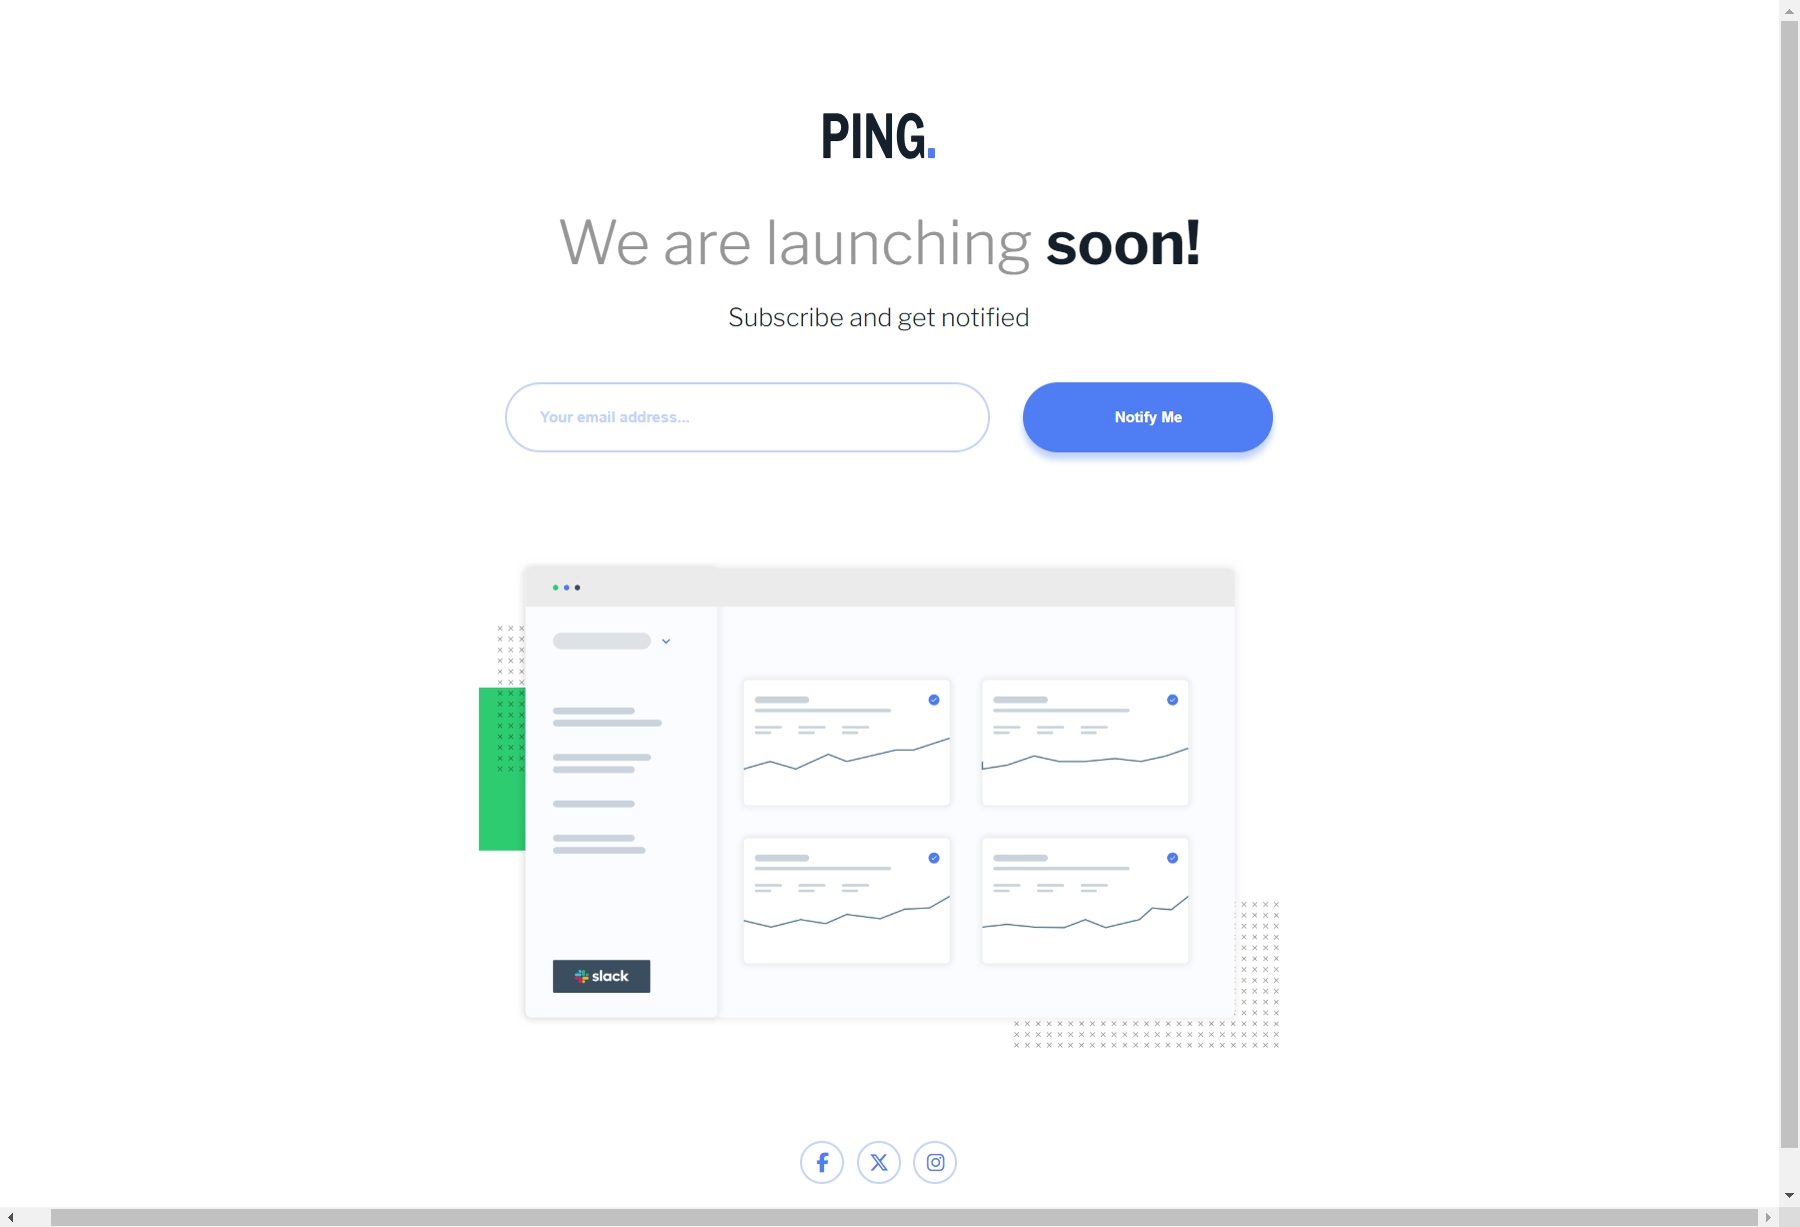 PING.
We are launching soon!
Subscribe and get notified
Your email address...
Notify Me
slack